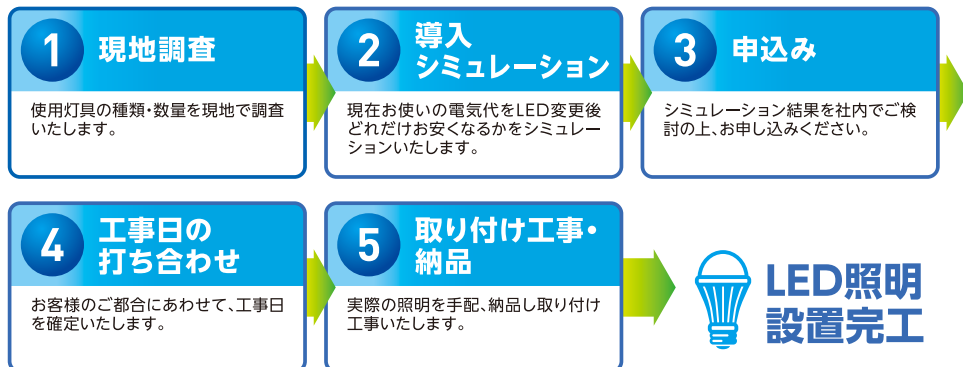 1 現地調査
使用灯具の種類・数量を現地で調査
いたします。
2 導入
シミュレーション
現在お使いの電気代をLED変更後
どれだけお安くなるかをシミュレー
ションいたします。
3 申込み
シミュレーション結果を社内でご検
討の上、お申し込みください。
4 工事日の
打ち合わせ
お客様のご都合にあわせて、工事日
を確定いたします。
5 取り付け工事・
納品
実際の照明を手配、納品し取り付け
工事いたします。
LED照明
設置完工